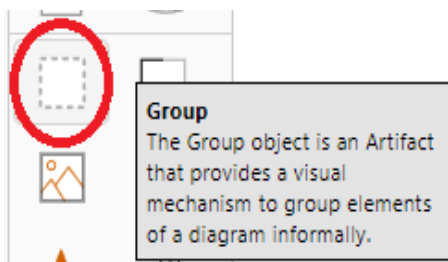 Group
The Group object is an Artifact
that provides a visual
mechanism to group elements
of a diagram informally.